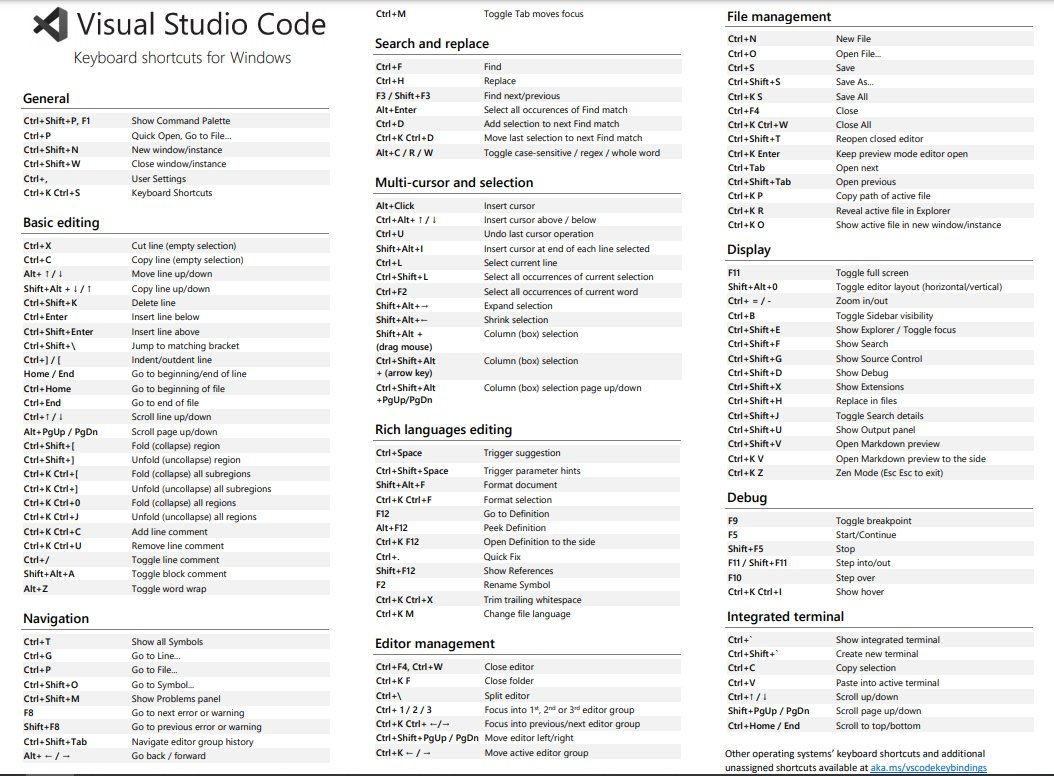 Visual Studio Code
Keyboard shortcuts for Windows
General
Ctrl+Shift+P, F1 Show Command Palette
Ctrl+P Quick Open, Go to File...
Ctrl+Shift+N New window/instance
Ctrl+Shift+W Close window/instance
Ctrl+, User Settings
Ctrl+K Ctrl+S Keyboard Shortcuts
Basic editing
Ctrl+X Cut line (empty selection)
Ctrl+C Copy line (empty selection)
Alt+ ↑ / ↓ Move line up/down
Shift+Alt + ↓ / ↑ Copy line up/down
Ctrl+Shift+K Delete line
Ctrl+Enter Insert line below
Ctrl+Shift+Enter Insert line above
Ctrl+Shift+\ Jump to matching bracket
Ctrl+] / [ Indent/outdent line
Home / End Go to beginning/end of line
Ctrl+Home Go to beginning of file
Ctrl+End Go to end of file
Ctrl+↑ / ↓ Scroll line up/down
Alt+PgUp / PgDn Scroll page up/down
Ctrl+Shift+[ Fold (collapse) region
Ctrl+Shift+] Unfold (uncollapse) region
Ctrl+K Ctrl+[ Fold (collapse) all subregions
Ctrl+K Ctrl+] Unfold (uncollapse) all subregions
Ctrl+K Ctrl+0 Fold (collapse) all regions
Ctrl+K Ctrl+J Unfold (uncollapse) all regions
Ctrl+K Ctrl+C Add line comment
Ctrl+K Ctrl+U Remove line comment
Ctrl+/ Toggle line comment
Shift+Alt+A Toggle block comment
Alt+Z Toggle word wrap
Navigation
Ctrl+T Show all Symbols
Ctrl+G Go to Line...
Ctrl+P Go to File...
Ctrl+Shift+O Go to Symbol...
Ctrl+Shift+M Show Problems panel
F8 Go to next error or warning
Shift+F8 Go to previous error or warning
Ctrl+Shift+Tab Navigate editor group history
Alt+ ← / → Go back / forward
Ctrl+M Toggle Tab moves focus
Search and replace
Ctrl+F Find
Ctrl+H Replace
F3 / Shift+F3 Find next/previous
Alt+Enter Select all occurences of Find match
Ctrl+D Add selection to next Find match
Ctrl+K Ctrl+D Move last selection to next Find match
Alt+C / R / W Toggle case-sensitive / regex / whole word
Multi-cursor and selection
Alt+Click Insert cursor
Ctrl+Alt+ ↑ / ↓ Insert cursor above / below
Ctrl+U Undo last cursor operation
Shift+Alt+I Insert cursor at end of each line selected
Ctrl+L Select current line
Ctrl+Shift+L Select all occurrences of current selection
Ctrl+F2 Select all occurrences of current word
Shift+Alt+→ Expand selection
Shift+Alt+← Shrink selection
Shift+Alt + Column (box) selection
(drag mouse)
Ctrl+Shift+Alt Column (box) selection
+ (arrow key)
Ctrl+Shift+Alt Column (box) selection page up/down
+PgUp/PgDn
Rich languages editing
Ctrl+Space Trigger suggestion
Ctrl+Shift+Space Trigger parameter hints
Shift+Alt+F Format document
Ctrl+K Ctrl+F Format selection
F12 Go to Definition
Alt+F12 Peek Definition
Ctrl+K F12 Open Definition to the side
Ctrl+. Quick Fix
Shift+F12 Show References
F2 Rename Symbol
Ctrl+K Ctrl+X Trim trailing whitespace
Ctrl+K M Change file language
Editor management
Ctrl+F4, Ctrl+W Close editor
Ctrl+K F Close folder
Ctrl+\ Split editor
Ctrl+ 1 / 2 / 3 Focus into 1st, 2nd or 3rd editor group
Ctrl+K Ctrl+ ←/→ Focus into previous/next editor group
Ctrl+Shift+PgUp / PgDn Move editor left/right
Ctrl+K ← / → Move active editor group
File management
Ctrl+N New File
Ctrl+O Open File...
Ctrl+S Save
Ctrl+Shift+S Save As...
Ctrl+K S Save All
Ctrl+F4 Close
Ctrl+K Ctrl+W Close All
Ctrl+Shift+T Reopen closed editor
Ctrl+K Enter Keep preview mode editor open
Ctrl+Tab Open next
Ctrl+Shift+Tab Open previous
Ctrl+K P Copy path of active file
Ctrl+K R Reveal active file in Explorer
Ctrl+K O Show active file in new window/instance
Display
F11 Toggle full screen
Shift+Alt+0 Toggle editor layout (horizontal/vertical)
Ctrl+ = / - Zoom in/out
Ctrl+B Toggle Sidebar visibility
Ctrl+Shift+E Show Explorer / Toggle focus
Ctrl+Shift+F Show Search
Ctrl+Shift+G Show Source Control
Ctrl+Shift+D Show Debug
Ctrl+Shift+X Show Extensions
Ctrl+Shift+H Replace in files
Ctrl+Shift+J Toggle Search details
Ctrl+Shift+U Show Output panel
Ctrl+Shift+V Open Markdown preview
Ctrl+K V Open Markdown preview to the side
Ctrl+K Z Zen Mode (Esc Esc to exit)
Debug
F9 Toggle breakpoint
F5 Start/Continue
Shift+F5 Stop
F11 / Shift+F11 Step into/out
F10 Step over
Ctrl+K Ctrl+I Show hover
Integrated terminal
Ctrl+` Show integrated terminal
Ctrl+Shift+` Create new terminal
Ctrl+C Copy selection
Ctrl+V Paste into active terminal
Ctrl+↑ / ↓ Scroll up/down
Shift+PgUp / PgDn Scroll page up/down
Ctrl+Home / End Scroll to top/bottom
Other operating systems' keyboard shortcuts and additional
unassigned shortcuts available at aka.ms/vscodekeybindings